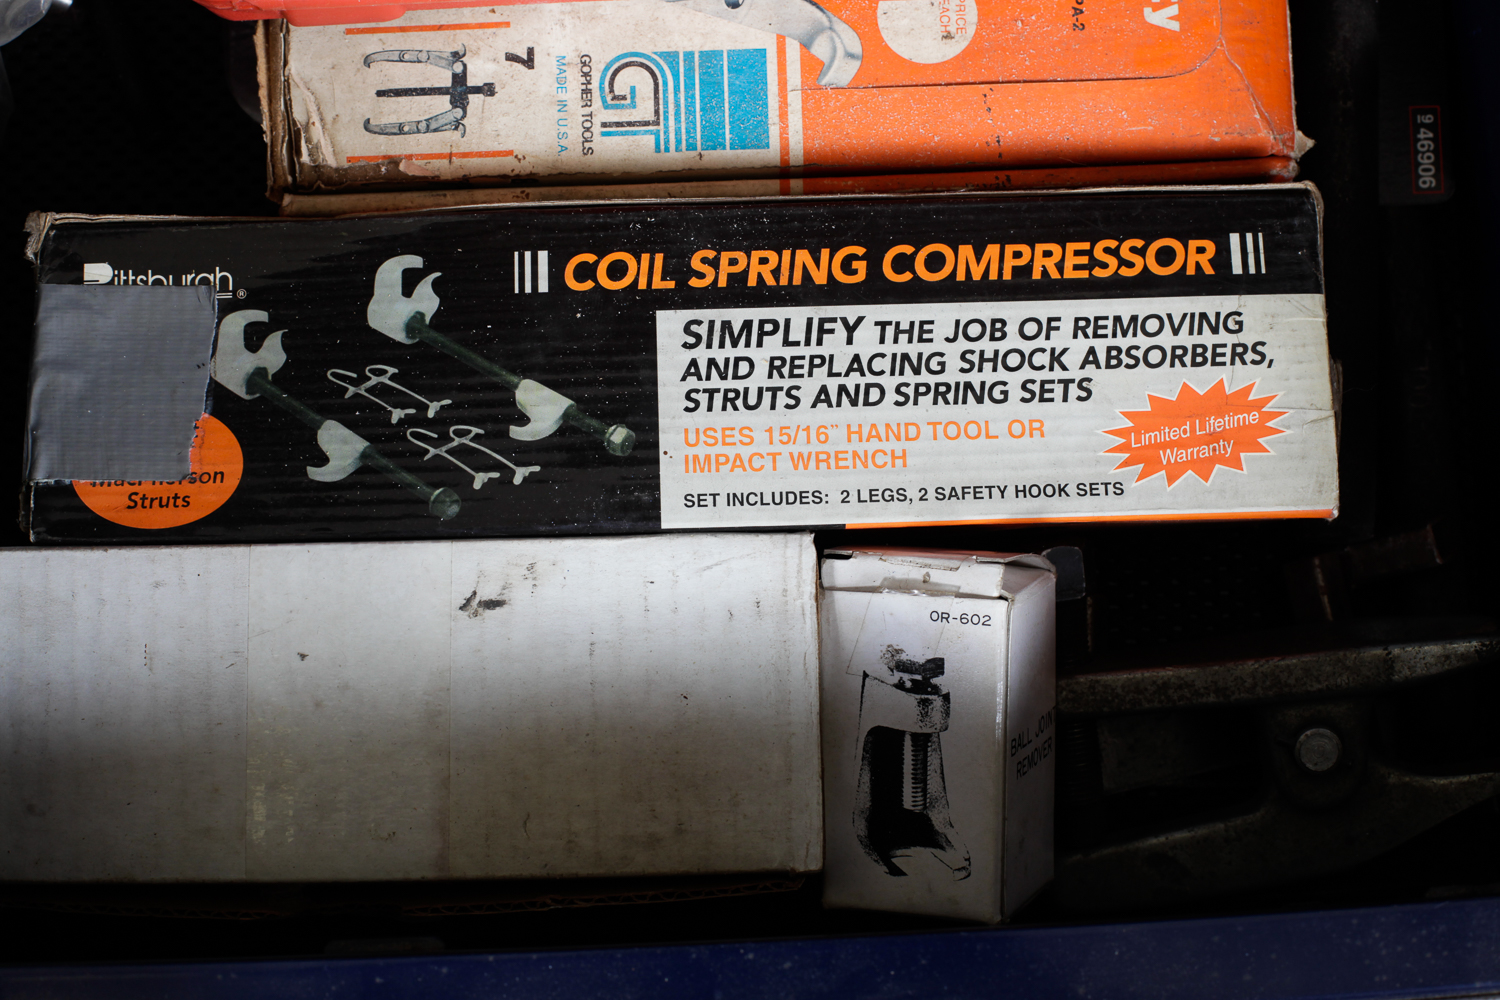 PRICE
EACH
PA-2
7
GOPHER TOOLS
MADE IN U.S.A.
GT
946906
Pittsburgh®
COIL SPRING COMPRESSOR
SIMPLIFY THE JOB OF REMOVING
AND REPLACING SHOCK ABSORBERS,
STRUTS AND SPRING SETS
USES 15/16” HAND TOOL OR
IMPACT WRENCH
SET INCLUDES: 2 LEGS, 2 SAFETY HOOK SETS
Limited Lifetime
Warranty
Struts
OR-602
BALL JOINT
REMOVER